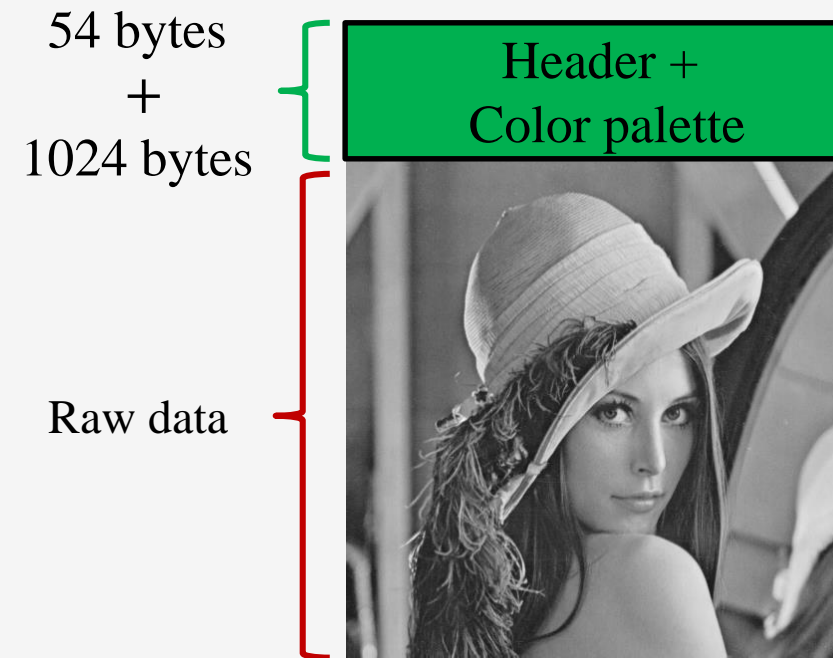 54 bytes
+
1024 bytes
Header +
Color palette
Raw data